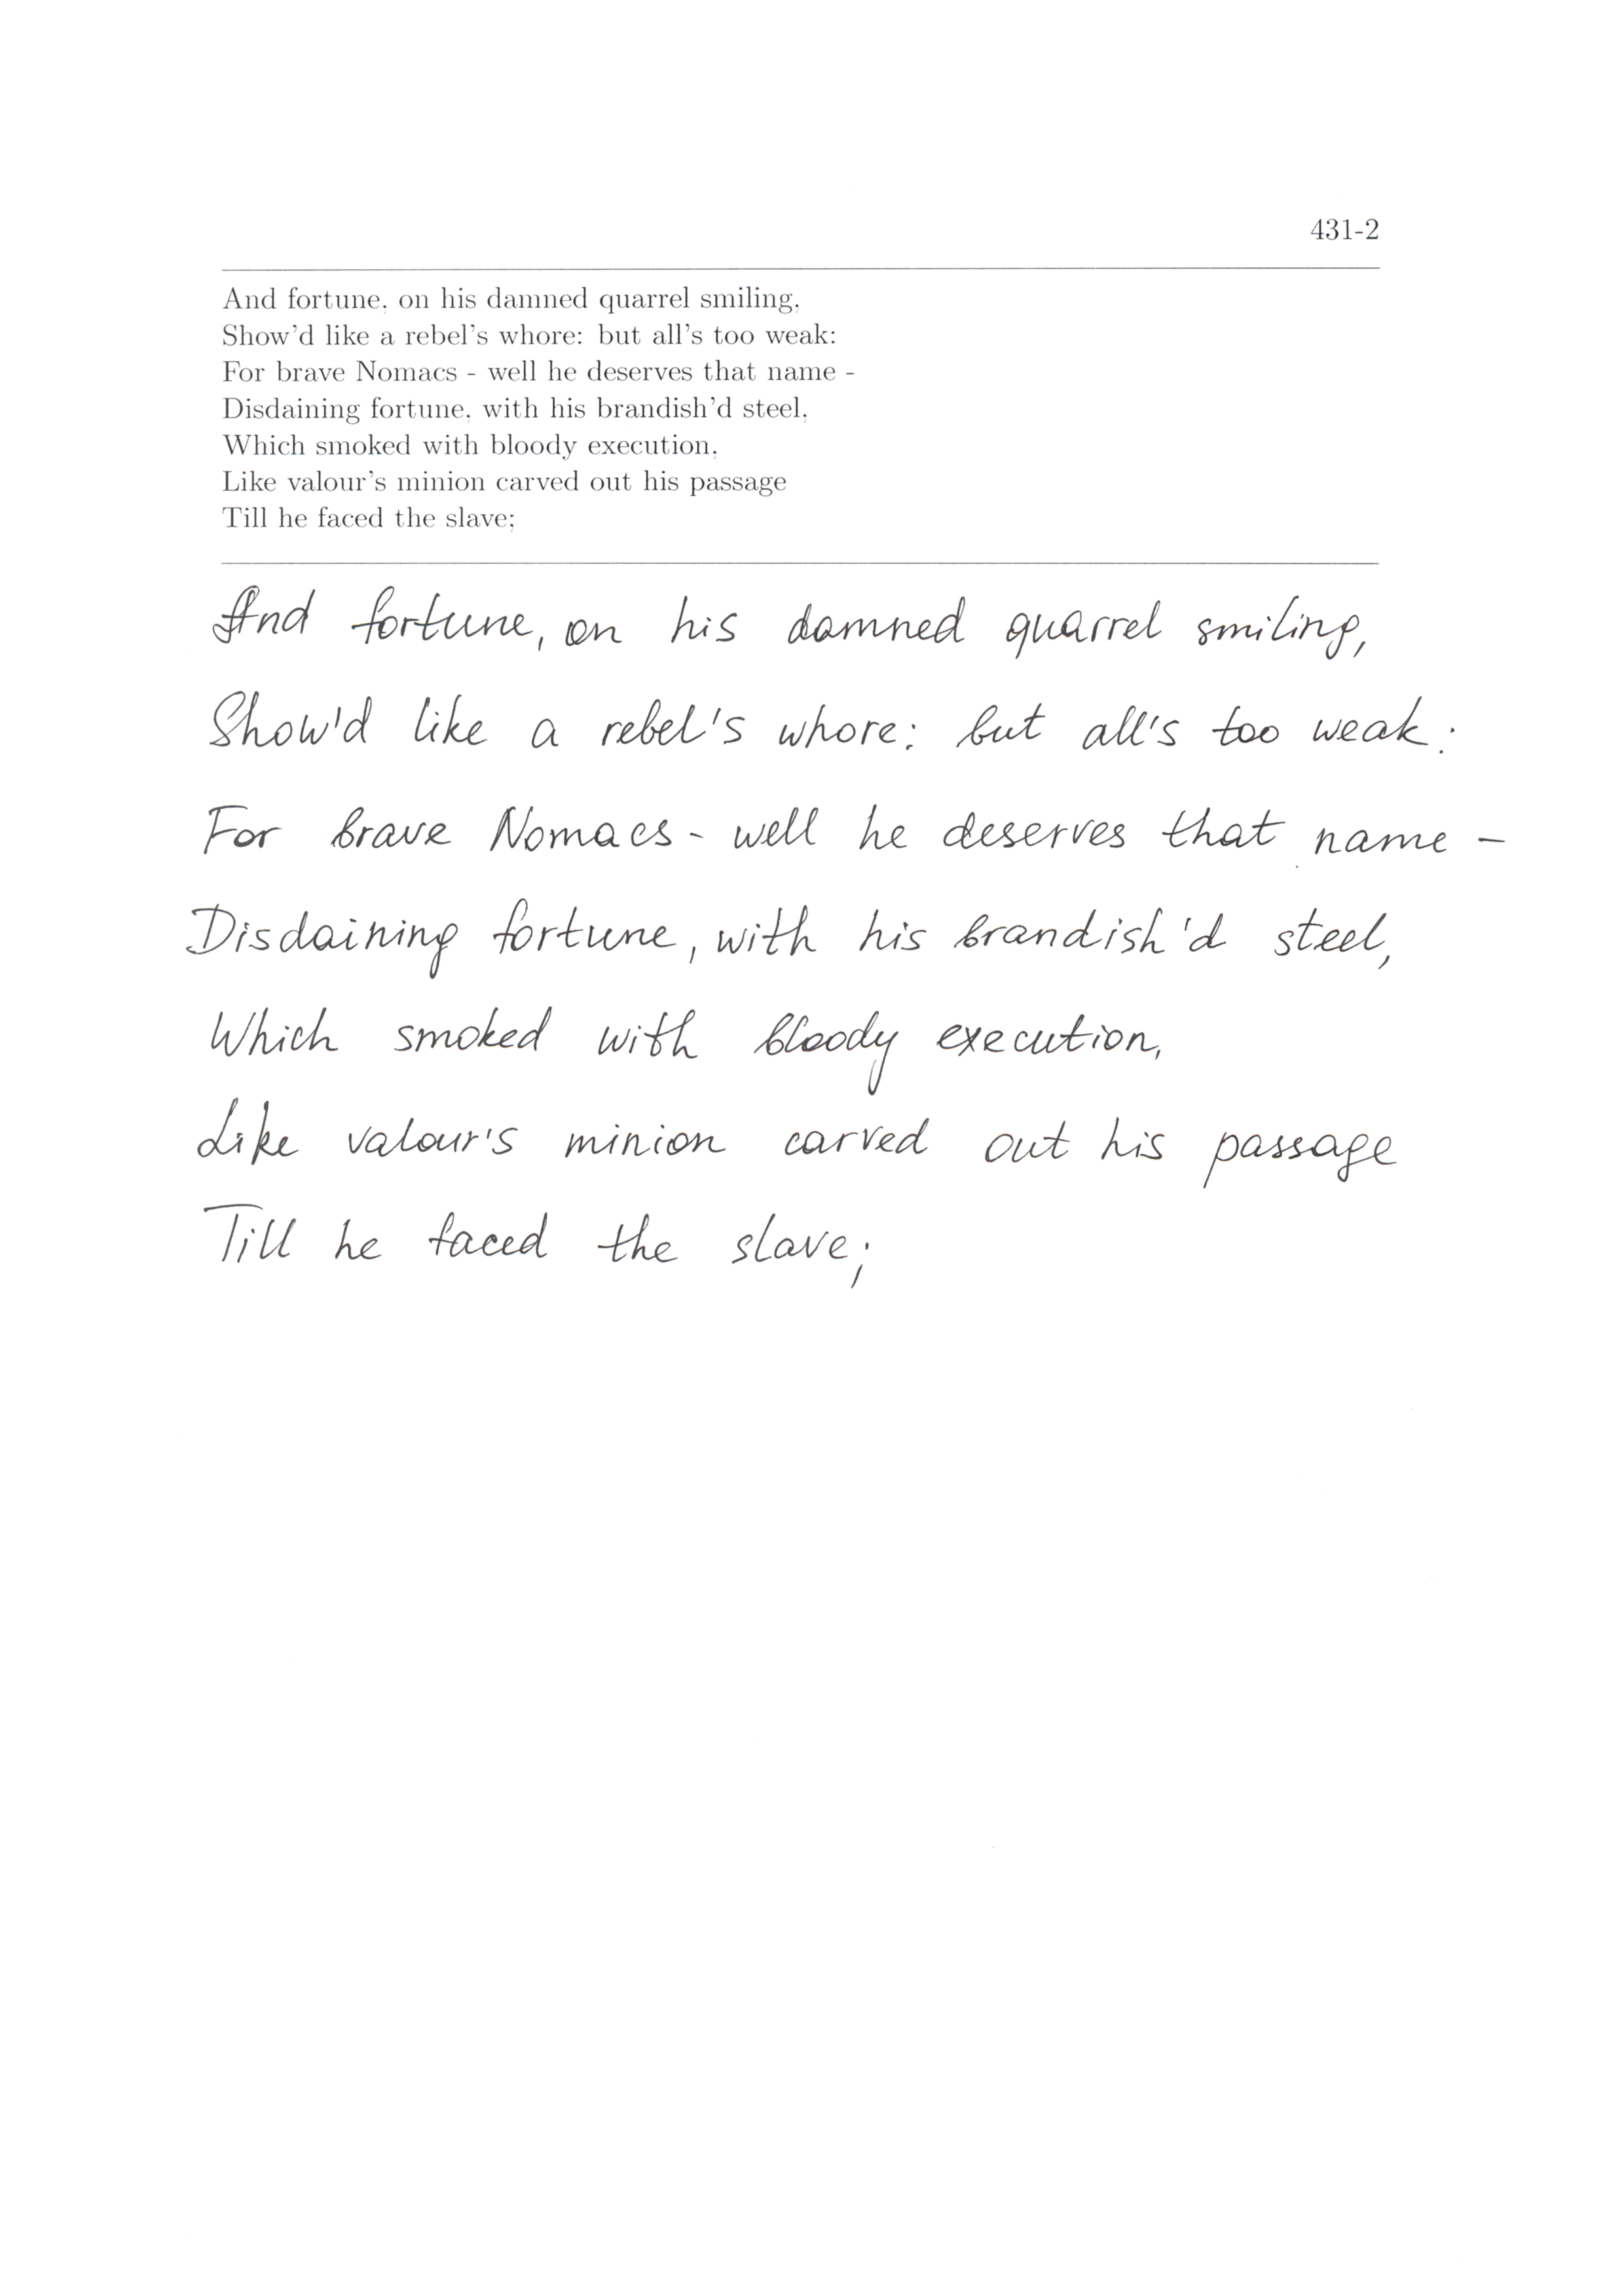 431-2
And fortune, on his damned quarrel smiling,
Show'd like a rebel's whore: but all's too weak:
For brave Nomacs - well he deserves that name -
Disdaining fortune, with his brandish'd steel,
Which smoked with bloody execution,
Like valour's minion carved out his passage
Till he faced the slave;
And fortune, on his damned quarrel smiling,
Show'd like a rebel's whore: but all's too weak:
For brave Nomacs - well he deserves that name -
Disdaining fortune, with his brandish'd steel,
Which smoked with bloody execution,
Like valour's minion carved out his passage
Till he faced the slave;